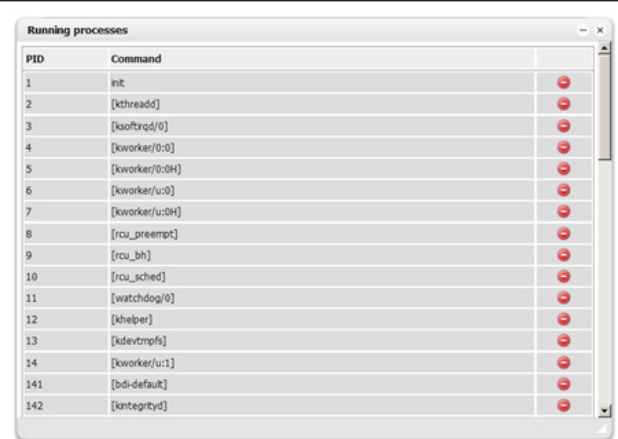 Running processes
PID Command
1 init
2 [kthreadd]
3 [ksoftirqd/0]
4 [kworker/0:0]
5 [kworker/0:0H]
6 [kworker/u:0]
7 [kworker/u:0H]
8 [rcu_preempt]
9 [rcu_bh]
10 [rcu_sched]
11 [watchdog/0]
12 [khelper]
13 [kdevtmpfs]
14 [kworker/u:1]
141 [bdi-default]
142 [kintegrityd]